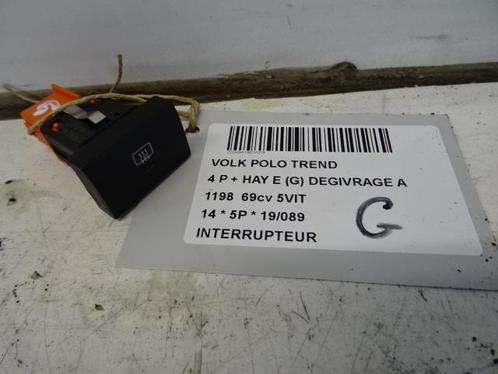 VOLK POLO TREND
4 P + HAY E (G) DEGIVRAGE A
1198 69cv 5VIT
14 * 5P * 19/089
INTERRUPTEUR
G
G